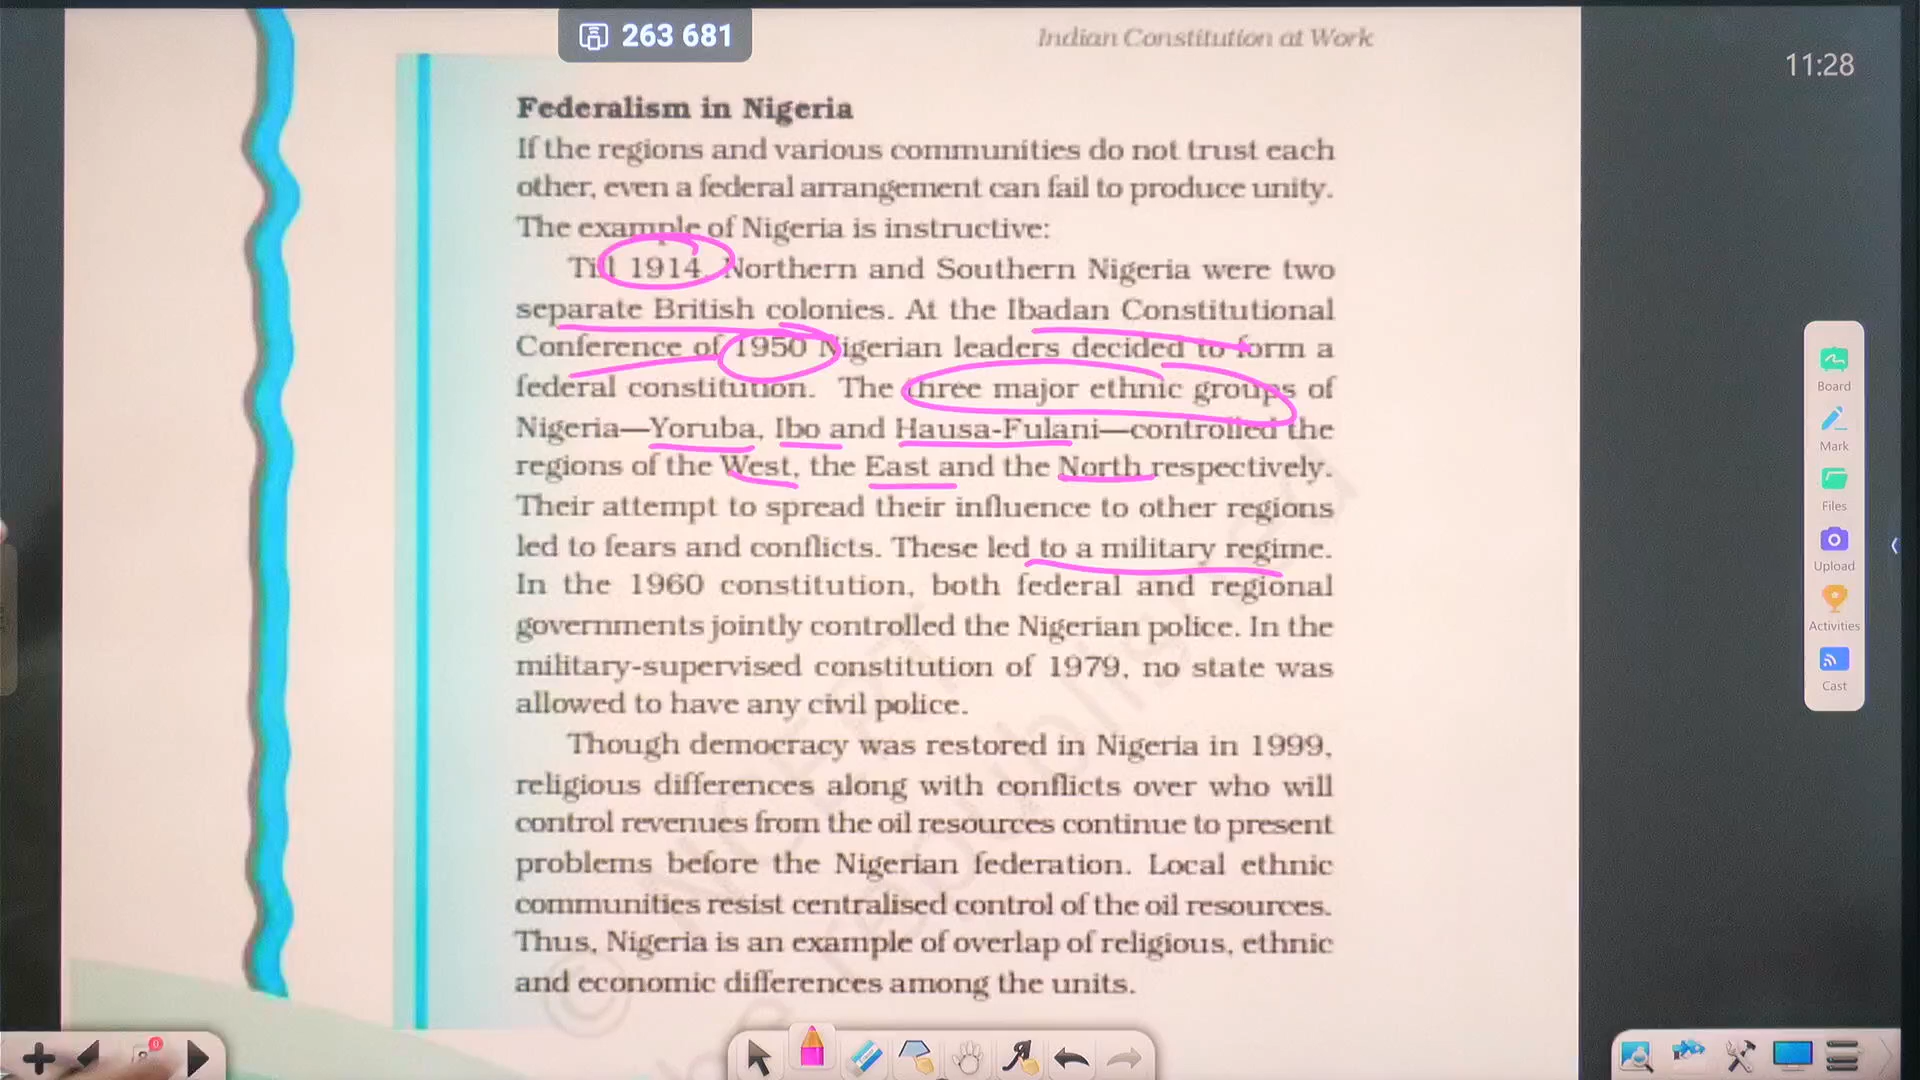 263 681
Indian Constitution at Work
11:28
Federalism in Nigeria
If the regions and various communities do not trust each
other, even a federal arrangement can fail to produce unity.
The example of Nigeria is instructive:
Till 1914, Northern and Southern Nigeria were two
separate British colonies. At the Ibadan Constitutional
Conference of 1950 Nigerian leaders decided to form a
federal constitution. The three major ethnic groups of
Nigeria—Yoruba, Ibo and Hausa-Fulani—controlled the
regions of the West, the East and the North respectively.
Their attempt to spread their influence to other regions
led to fears and conflicts. These led to a military regime.
In the 1960 constitution, both federal and regional
governments jointly controlled the Nigerian police. In the
military-supervised constitution of 1979, no state was
allowed to have any civil police.
Though democracy was restored in Nigeria in 1999,
religious differences along with conflicts over who will
control revenues from the oil resources continue to present
problems before the Nigerian federation. Local ethnic
communities resist centralised control of the oil resources.
Thus, Nigeria is an example of overlap of religious, ethnic
and economic differences among the units.
Board
Mark
Files
Upload
Activities
Cast
0